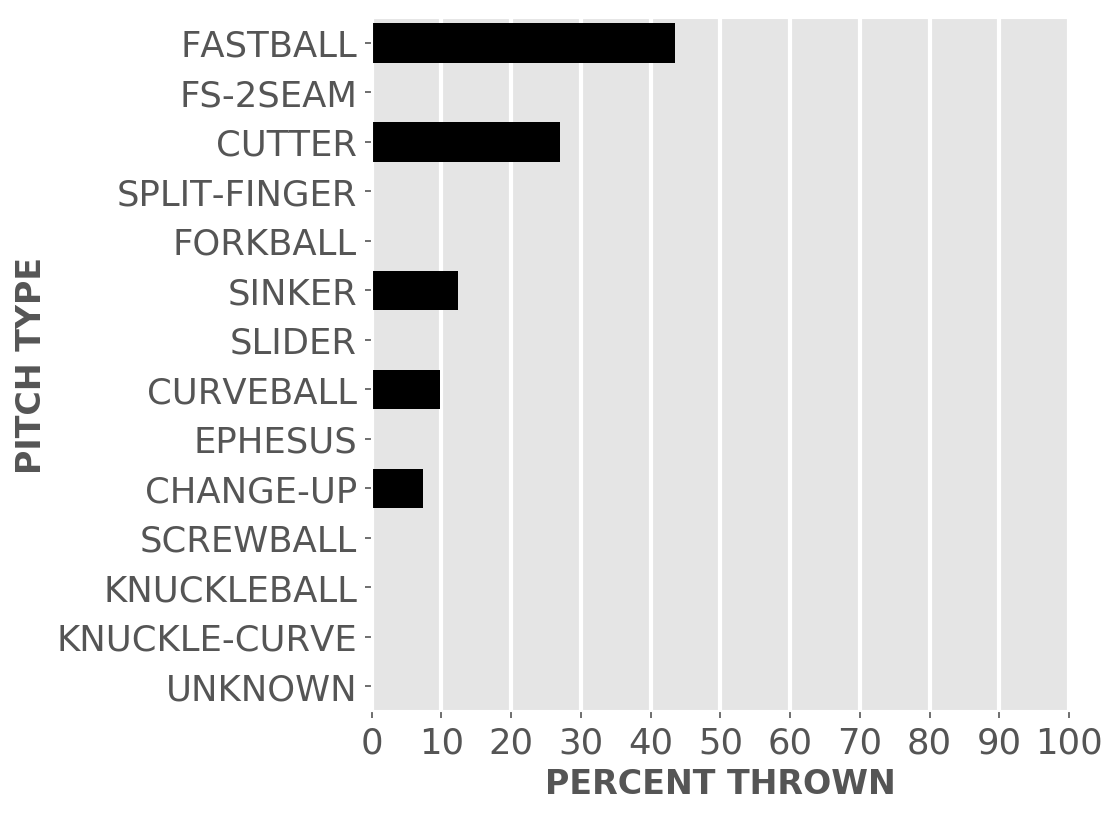 FASTBALL
FS-2SEAM
CUTTER
SPLIT-FINGER
FORKBALL
SINKER
SLIDER
CURVEBALL
EPHESUS
CHANGE-UP
SCREWBALL
KNUCKLEBALL
KNUCKLE-CURVE
UNKNOWN
PITCH TYPE
0 10 20 30 40 50 60 70 80 90 100
PERCENT THROWN